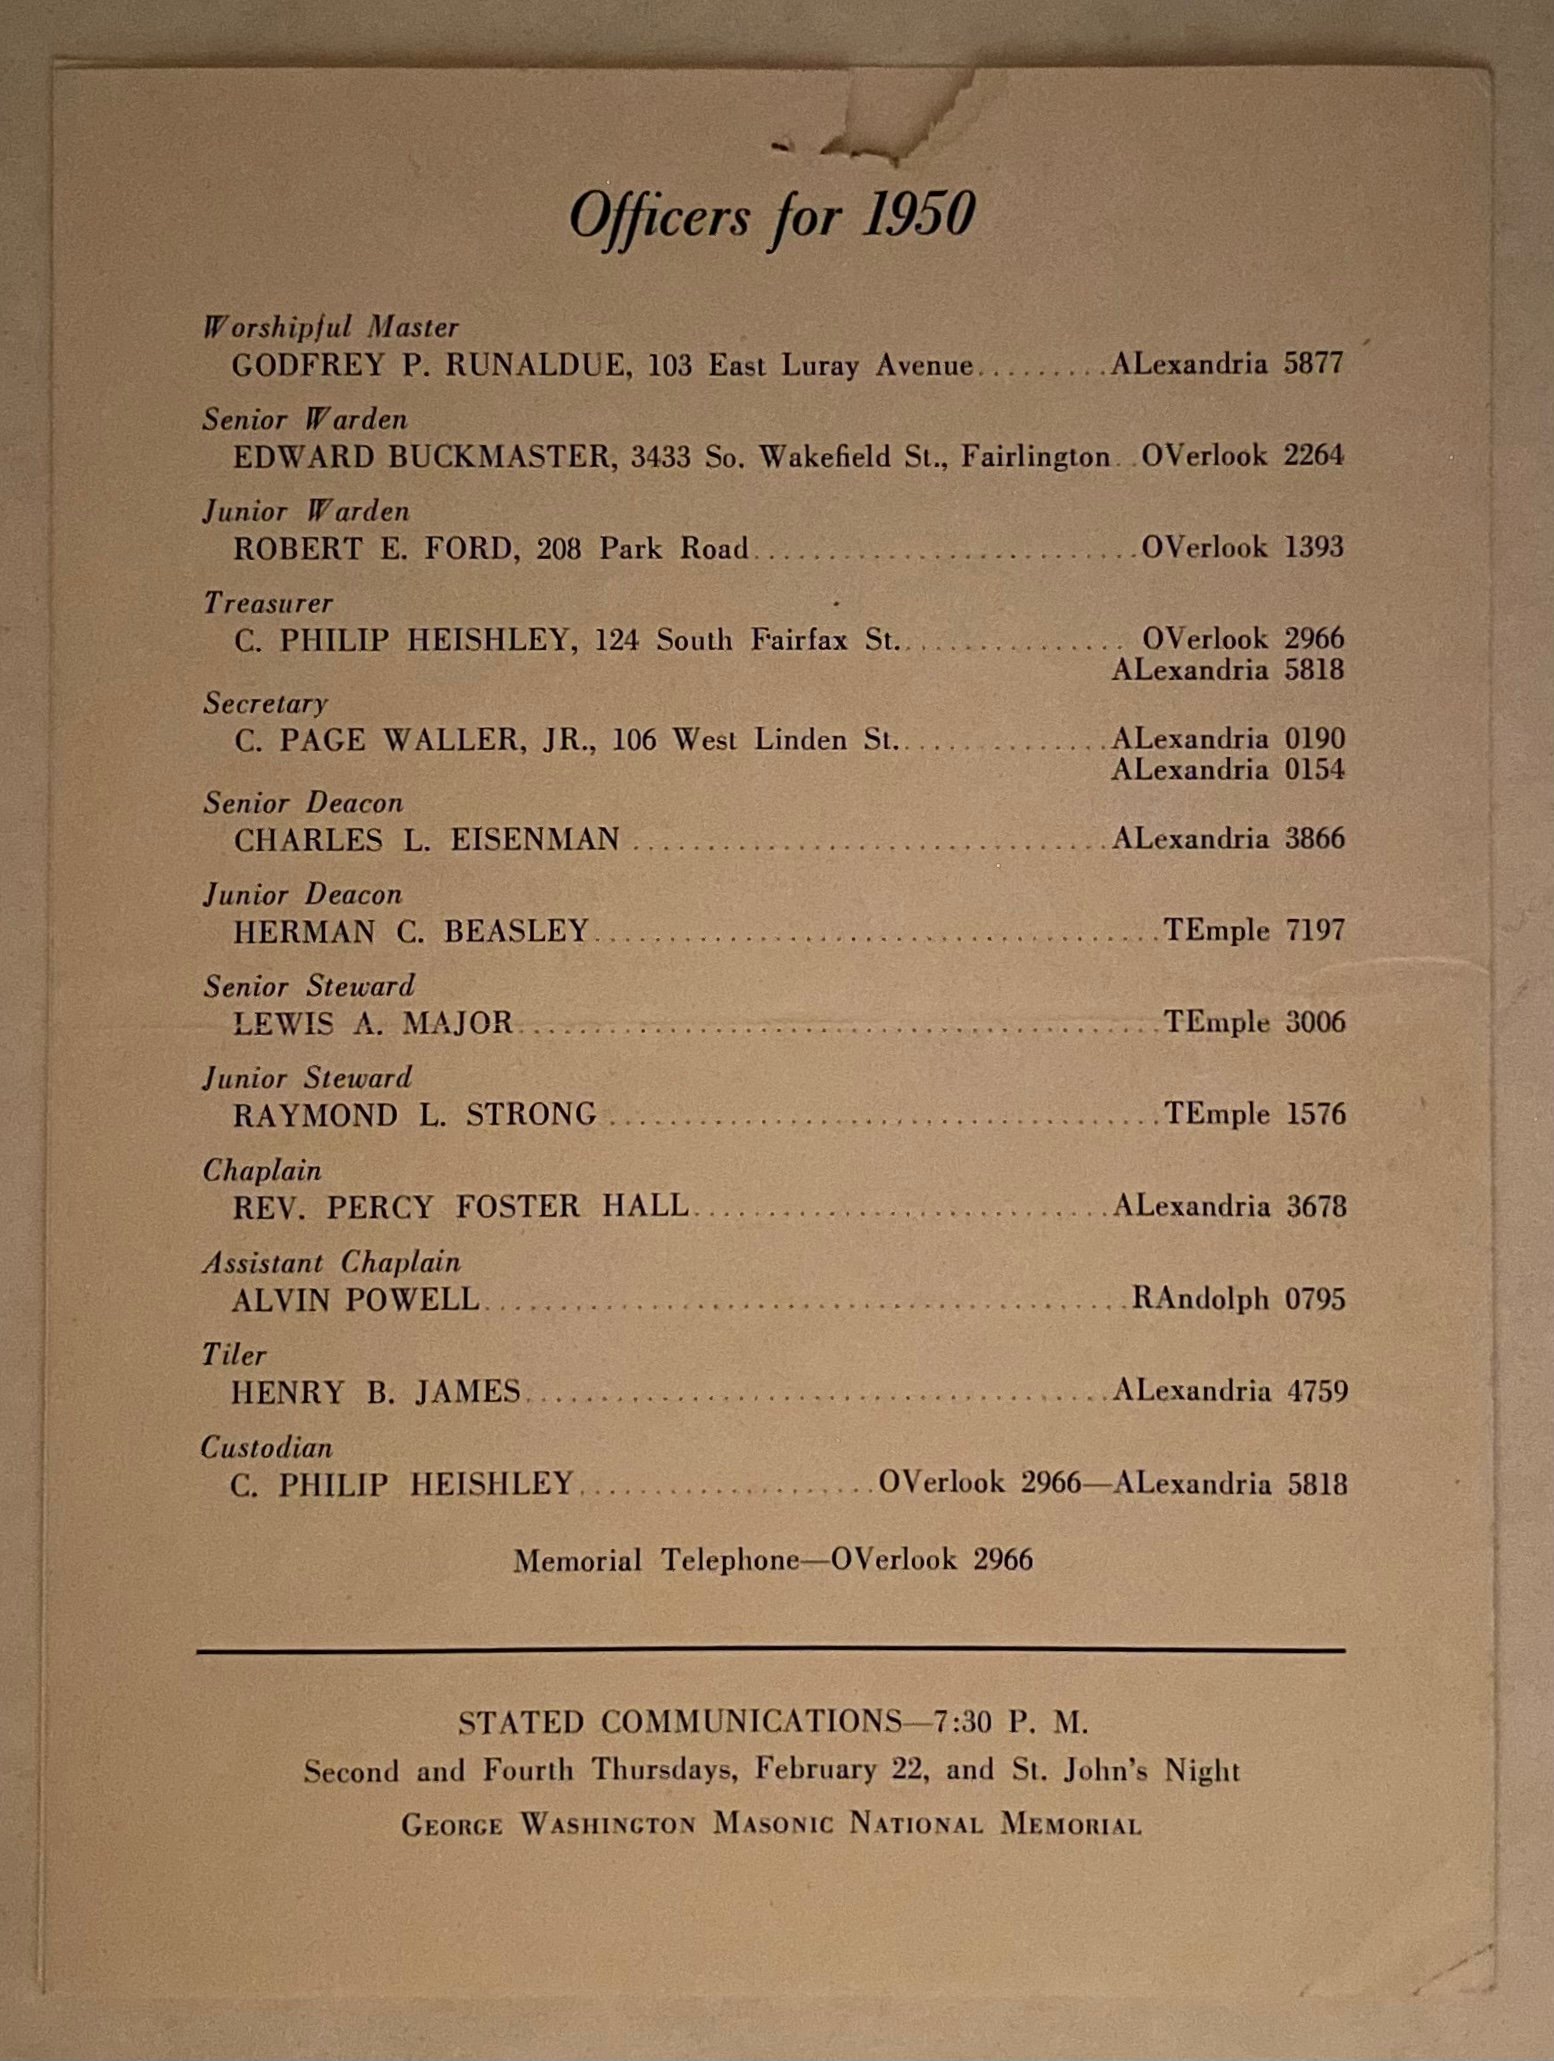 Officers for 1950
Worshipful Master
GODFREY P. RUNALDUE, 103 East Luray Avenue.........ALexandria 5877
Senior Warden
EDWARD BUCKMASTER, 3433 So. Wakefield St., Fairlington..OVerlook 2264
Junior Warden
ROBERT E. FORD, 208 Park Road..........................OVerlook 1393
Treasurer
C. PHILIP HEISHLEY, 124 South Fairfax St................ OVerlook 2966
ALexandria 5818
Secretary
C. PAGE WALLER, JR., 106 West Linden St...............ALexandria 0190
ALexandria 0154
Senior Deacon
CHARLES L. EISENMAN ................................ALexandria 3866
Junior Deacon
HERMAN C. BEASLEY......................................TEmple 7197
Senior Steward
LEWIS A. MAJOR...........................................TEmple 3006
Junior Steward
RAYMOND L. STRONG .....................................TEmple 1576
Chaplain
REV. PERCY FOSTER HALL............................ALexandria 3678
Assistant Chaplain
ALVIN POWELL...........................................RAndolph 0795
Tiler
HENRY B. JAMES.......................................ALexandria 4759
Custodian
C. PHILIP HEISHLEY....................OVerlook 2966—ALexandria 5818
Memorial Telephone—OVerlook 2966
STATED COMMUNICATIONS—7:30 P. M.
Second and Fourth Thursdays, February 22, and St. John's Night
GEORGE WASHINGTON MASONIC NATIONAL MEMORIAL